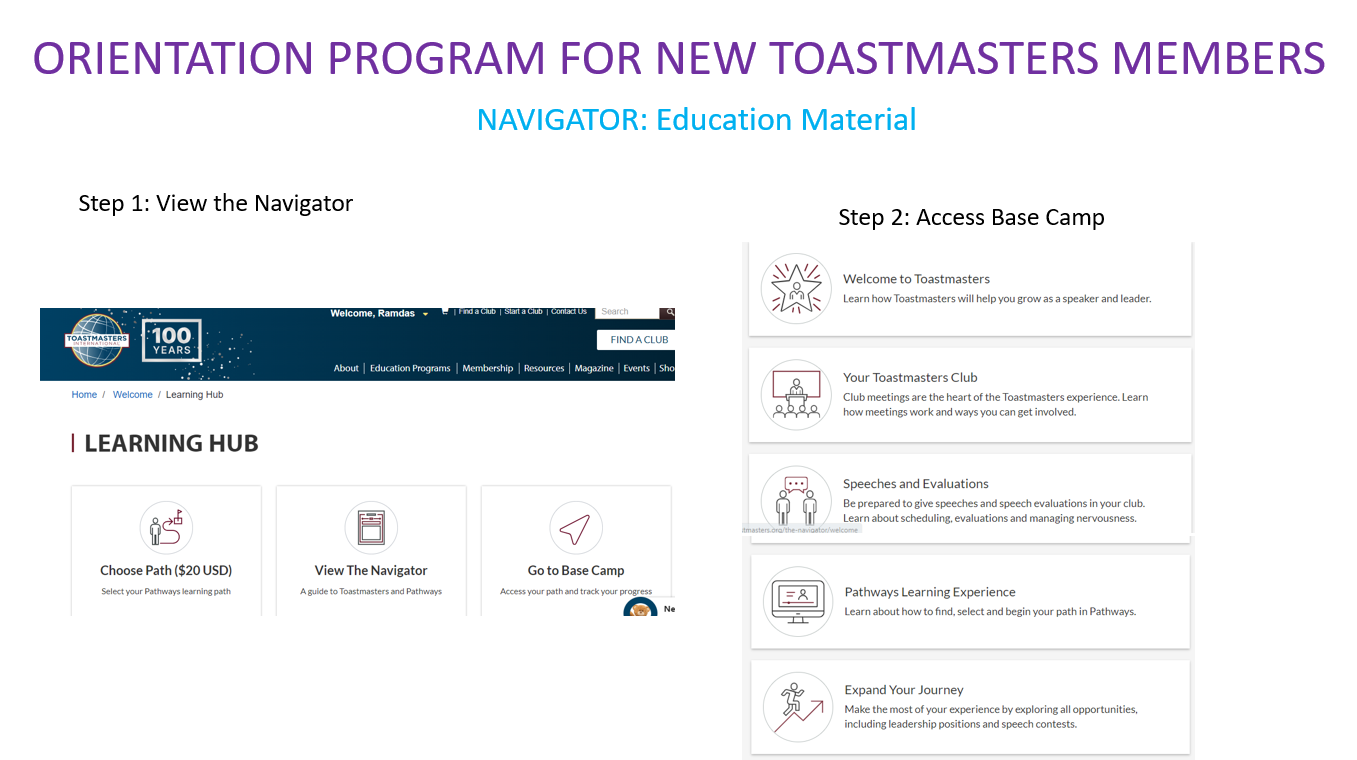 ORIENTATION PROGRAM FOR NEW TOASTMASTERS MEMBERS
NAVIGATOR: Education Material
Step 1: View the Navigator
Welcome, Ramdas
| Find a Club | Start a Club | Contact Us
Search
TOASTMASTERS
INTERNATIONAL
100
YEARS
FIND A CLUB
About | Education Programs | Membership | Resources | Magazine | Events | Sho
Home / Welcome / Learning Hub
LEARNING HUB
Choose Path ($20 USD)
Select your Pathways learning path
View The Navigator
A guide to Toastmasters and Pathways
Go to Base Camp
Access your path and track your progress
Ne
Step 2: Access Base Camp
Welcome to Toastmasters
Learn how Toastmasters will help you grow as a speaker and leader.
Your Toastmasters Club
Club meetings are the heart of the Toastmasters experience. Learn
how meetings work and ways you can get involved.
Speeches and Evaluations
Be prepared to give speeches and speech evaluations in your club.
Learn about scheduling, evaluations and managing nervousness.
stmasters.org/the-navigator/welcome
Pathways Learning Experience
Learn about how to find, select and begin your path in Pathways.
Expand Your Journey
Make the most of your experience by exploring all opportunities,
including leadership positions and speech contests.